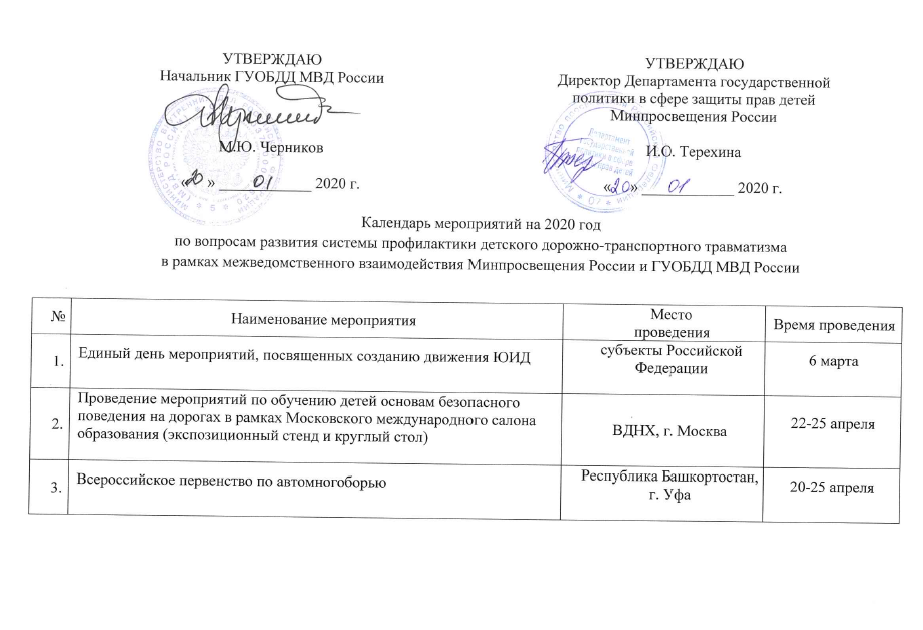 УТВЕРЖДАЮ
Начальник ГУОБДД МВД России
М.Ю. Черников
«20» 01 2020 г.
УТВЕРЖДАЮ
Директор Департамента государственной
политики в сфере защиты прав детей
Минпросвещения России
И.О. Терехина
«20» 01 2020 г.
Календарь мероприятий на 2020 год
по вопросам развития системы профилактики детского дорожно-транспортного травматизма
в рамках межведомственного взаимодействия Минпросвещения России и ГУОБДД МВД России
№ Наименование мероприятия Место проведения Время проведения
1. Единый день мероприятий, посвященных созданию движения ЮИД
субъекты Российской
Федерации
6 марта
2. Проведение мероприятий по обучению детей основам безопасного
поведения на дорогах в рамках Московского международного салона
образования (экспозиционный стенд и круглый стол)
ВДНХ, г. Москва
22-25 апреля
3. Всероссийское первенство по автомногоборью
Республика Башкортостан,
г. Уфа
20-25 апреля